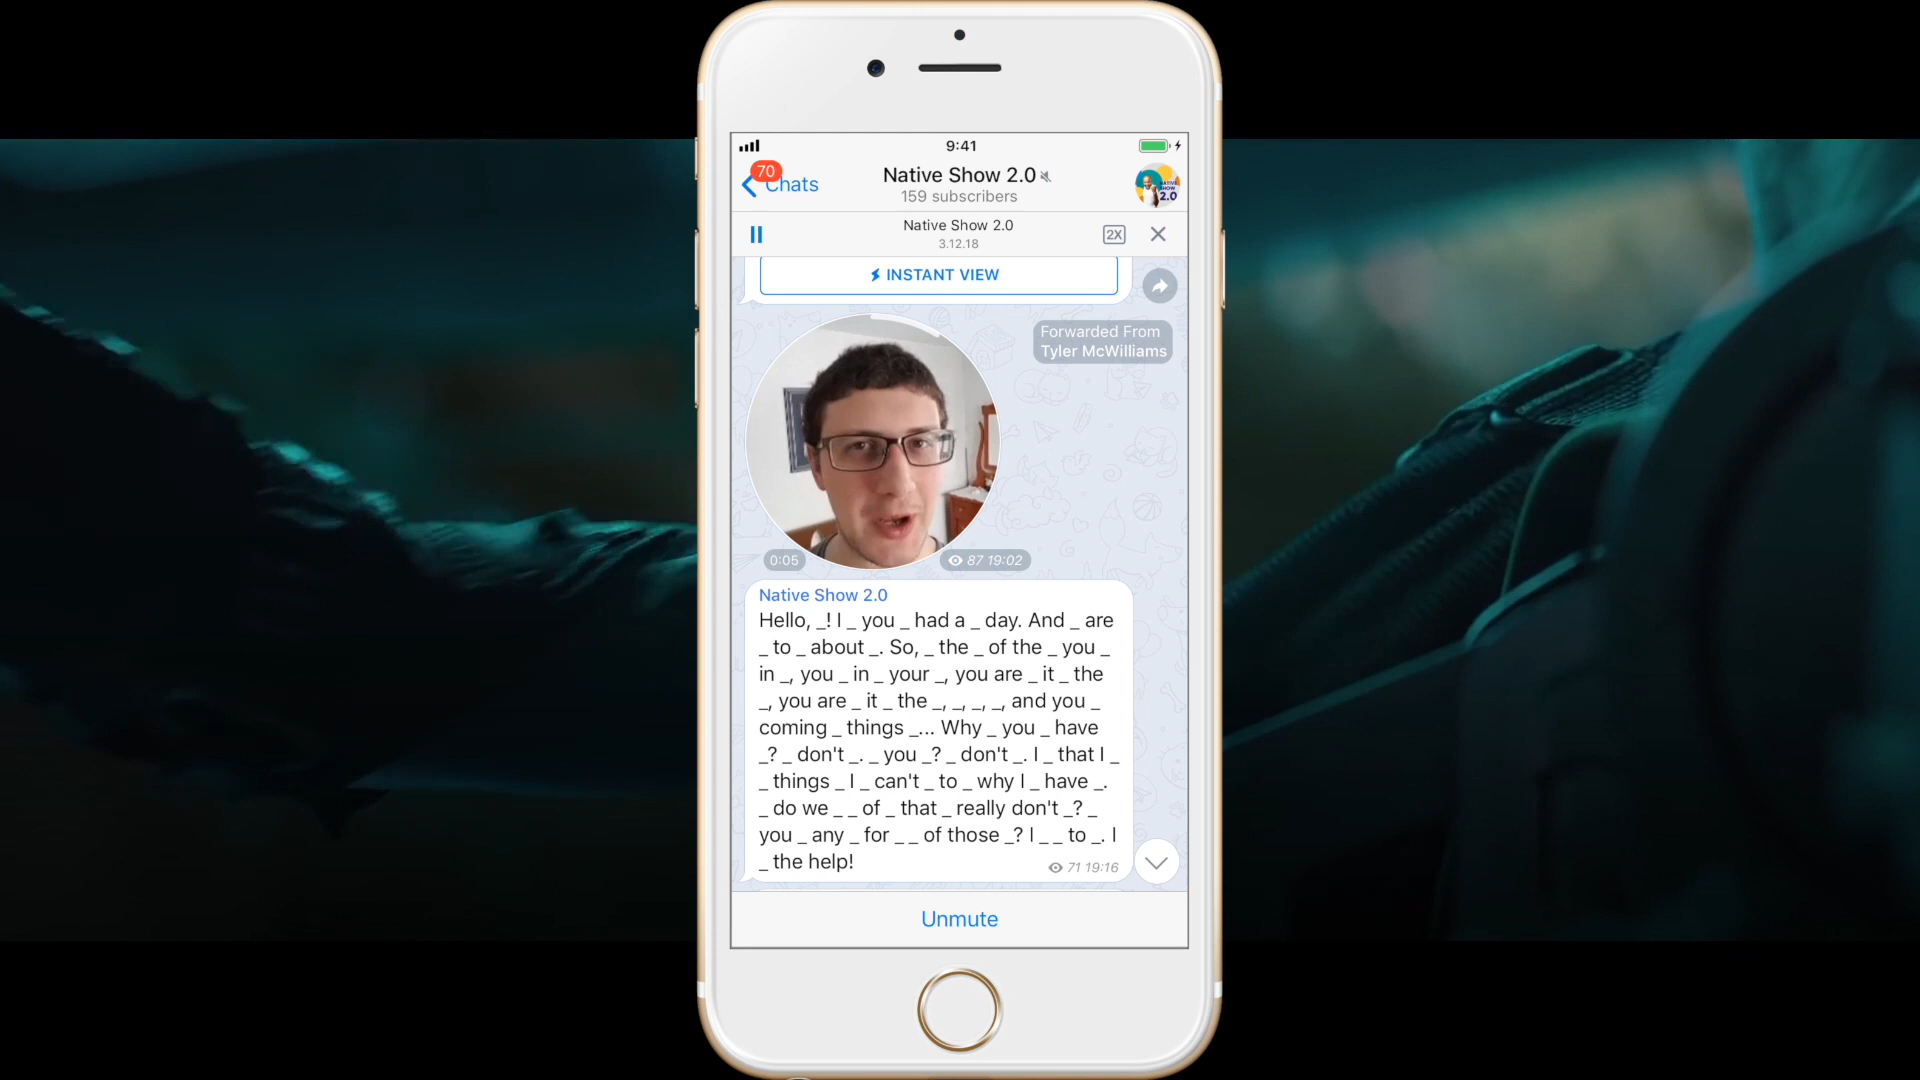 9:41
70
Chats
Native Show 2.0
159 subscribers
NATIVE
SHOW
2.0
Native Show 2.0
3.12.18
2X
INSTANT VIEW
Forwarded From
Tyler McWilliams
0:05
87 19:02
Native Show 2.0
Hello, _! I _ you _ had a _ day. And _ are
_ to _ about _. So, _ the _ of the _ you _
in _, you _ in _ your _, you are _ it _ the
_, you are _ it _ the _, _, _, _, and you _
coming _ things _... Why _ you _ have
_? _ don't _. _ you _? _ don't _. I _ that I _
_ things _ I _ can't _ to _ why I _ have _.
_ do we _ _ of _ that _ really don't _? _
you _ any _ for _ _ of those _? I _ _ to _. I
_ the help!
71 19:16
Unmute